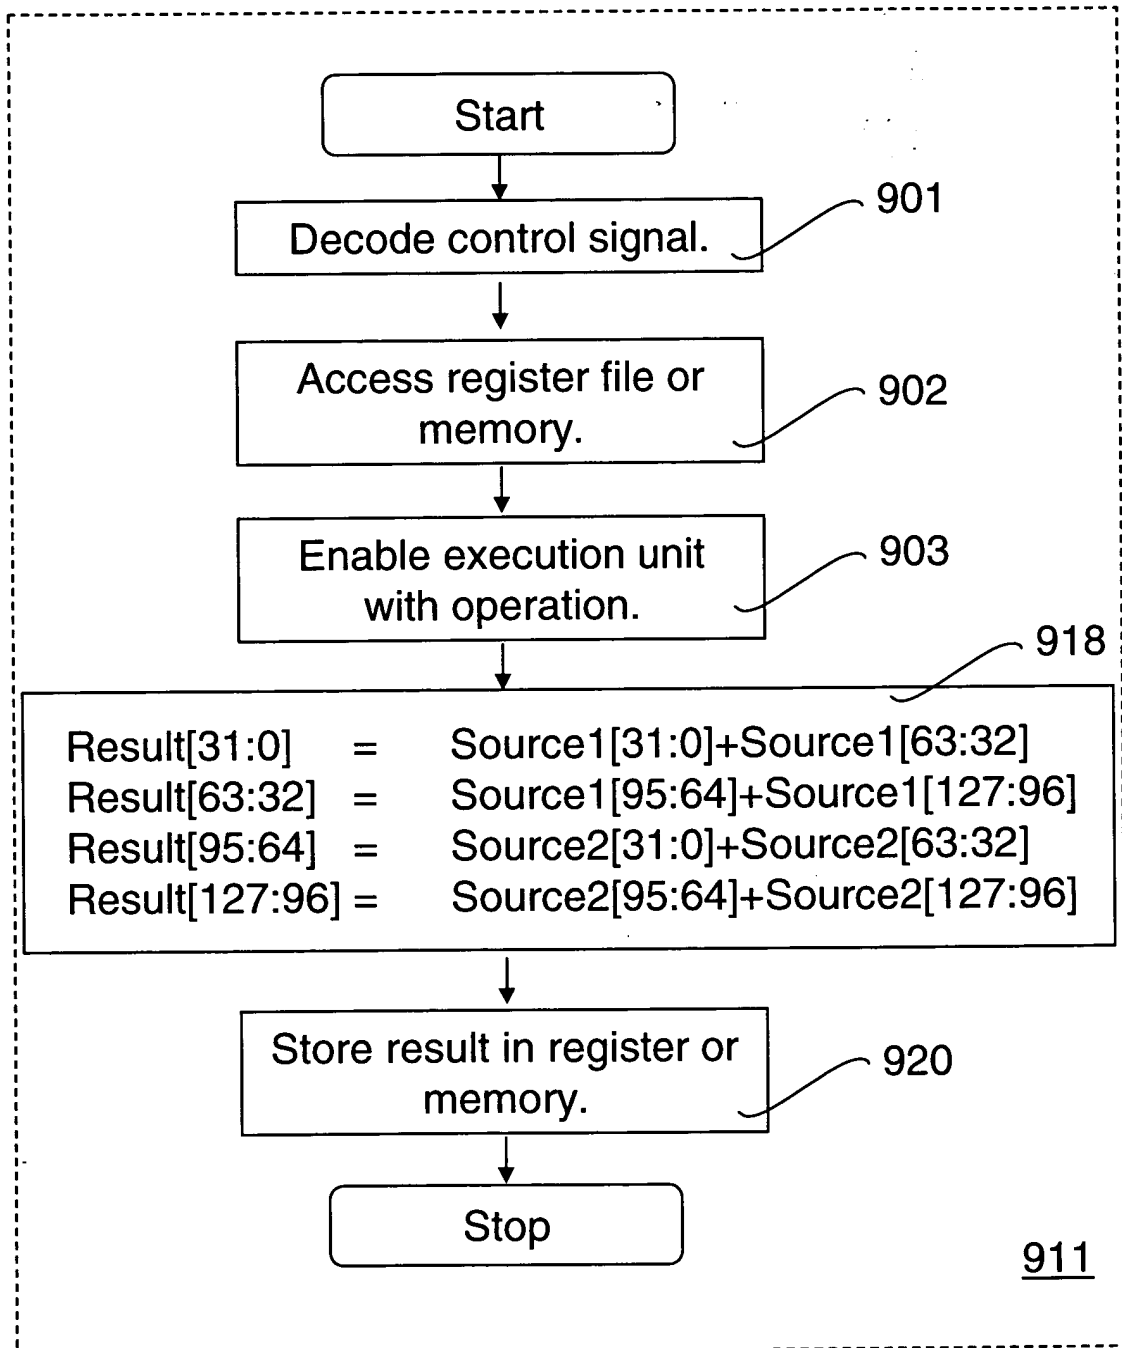 Start
Decode control signal.
901
Access register file or
memory.
902
Enable execution unit
with operation.
903
918
Result[31:0] = Source1[31:0]+Source1[63:32]
Result[63:32] = Source1[95:64]+Source1[127:96]
Result[95:64] = Source2[31:0]+Source2[63:32]
Result[127:96] = Source2[95:64]+Source2[127:96]
Store result in register or
memory.
920
Stop
911